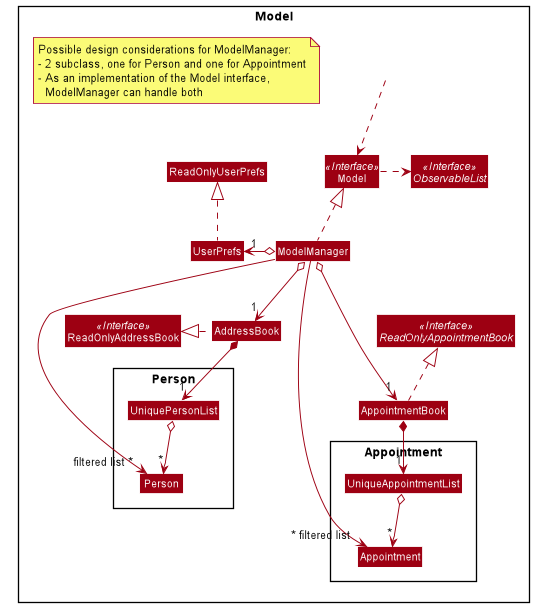 Model
Possible design considerations for ModelManager:
- 2 subclass, one for Person and one for Appointment
- As an implementation of the Model interface,
ModelManager can handle both
«Interface»
Model
«Interface»
ObservableList
ReadOnlyUserPrefs
UserPrefs
1
ModelManager
1
«Interface»
ReadOnlyAddressBook
AddressBook
«Interface»
ReadOnlyAppointmentBook
Person
1
UniquePersonList
1
AppointmentBook
*
filtered list *
Person
Appointment
1
UniqueAppointmentList
*
* filtered list
Appointment